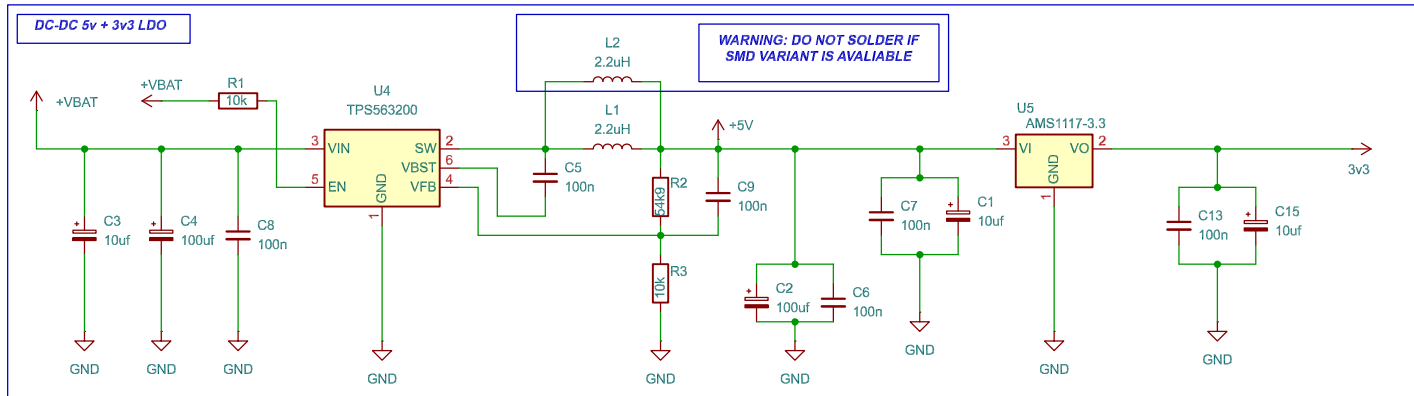 DC-DC 5v + 3v3 LDO
WARNING: DO NOT SOLDER IF
SMD VARIANT IS AVALIABLE
L2
2.2uH
+VBAT
+VBAT
R1
10k
U4
TPS563200
3
VIN
5
EN
GND
1
SW
2
VBST
6
VFB
4
L1
2.2uH
C5
100n
+5V
R2
54k9
C9
100n
R3
10k
GND
C3
10uf
GND
C4
100uf
GND
C8
100n
GND
GND
C2
100uf
C6
100n
GND
C7
100n
C1
10uf
GND
U5
AMS1117-3.3
3
VI
VO
2
GND
1
GND
3v3
C13
100n
C15
10uf
GND